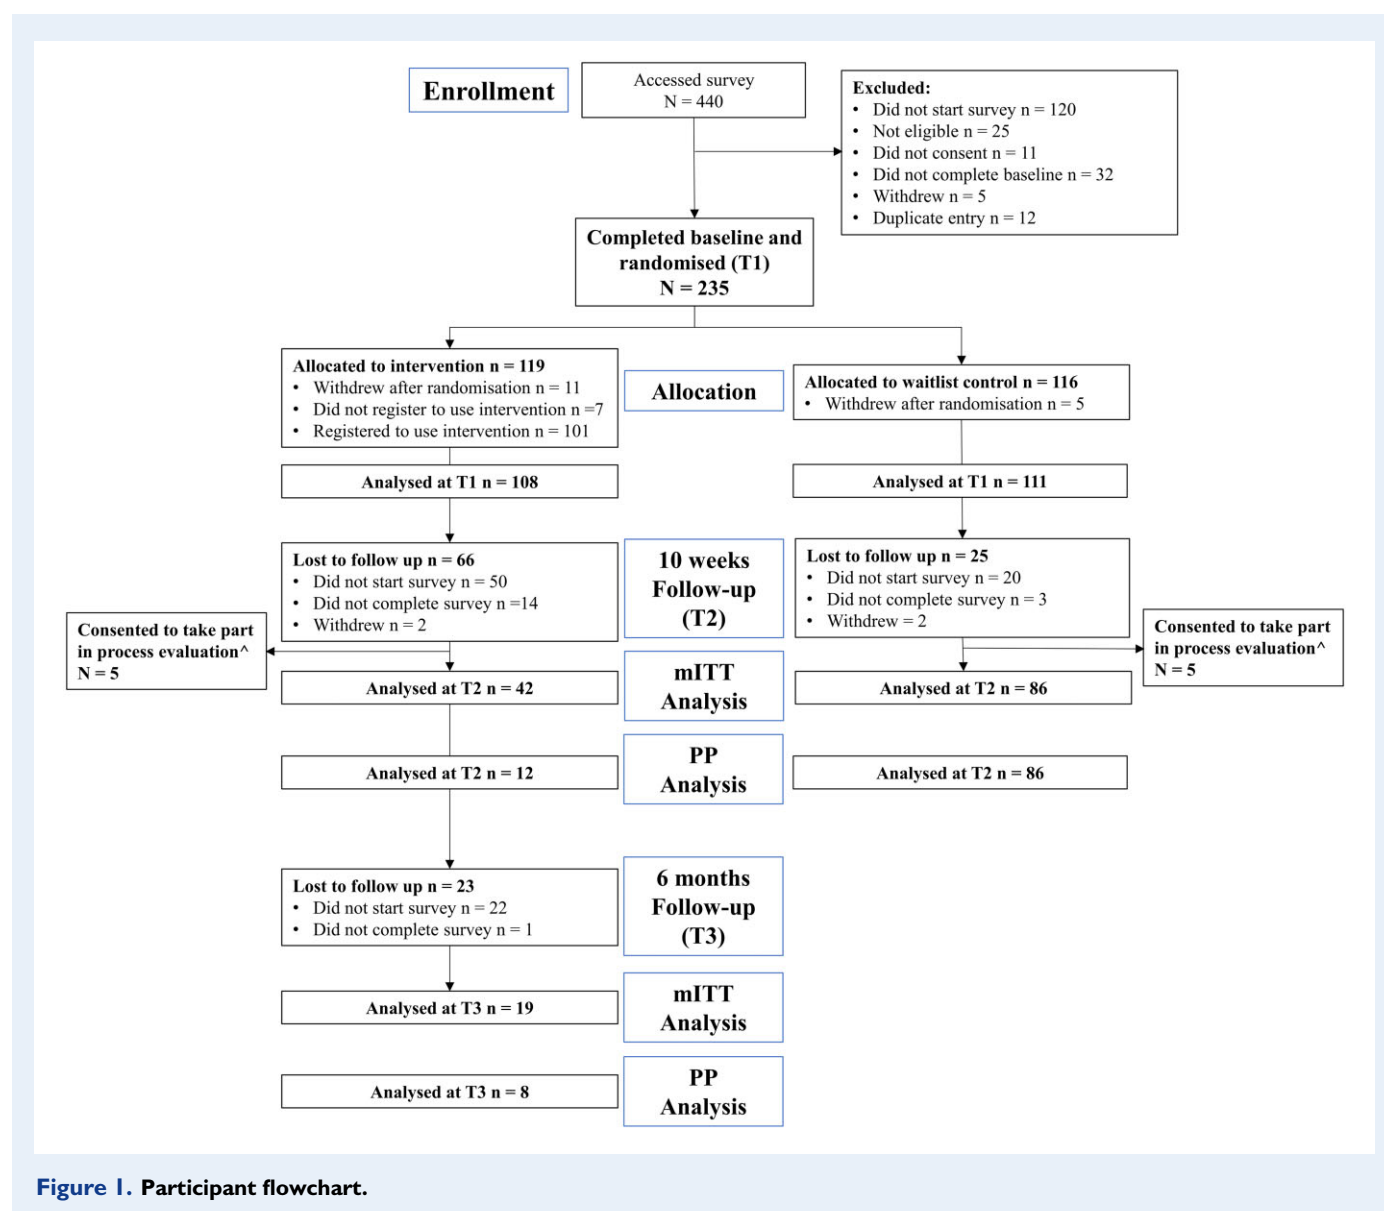 Enrollment
Accessed survey
N = 440
Excluded:
• Did not start survey n = 120
• Not eligible n = 25
• Did not consent n = 11
• Did not complete baseline n = 32
• Withdrew n = 5
• Duplicate entry n = 12
Completed baseline and
randomised (T1)
N = 235
Allocated to intervention n = 119
• Withdrew after randomisation n = 11
• Did not register to use intervention n =7
• Registered to use intervention n = 101
Allocation
Allocated to waitlist control n = 116
• Withdrew after randomisation n = 5
Analysed at T1 n = 108
Analysed at T1 n = 111
Lost to follow up n = 66
• Did not start survey n = 50
• Did not complete survey n =14
• Withdrew n = 2
10 weeks
Follow-up
(T2)
Lost to follow up n = 25
• Did not start survey n = 20
• Did not complete survey n = 3
• Withdrew = 2
Consented to take part
in process evaluation^
N = 5
Consented to take part
in process evaluation^
N = 5
Analysed at T2 n = 42
mITT
Analysis
Analysed at T2 n = 86
Analysed at T2 n = 12
PP
Analysis
Analysed at T2 n = 86
Lost to follow up n = 23
• Did not start survey n = 22
• Did not complete survey n = 1
6 months
Follow-up
(T3)
Analysed at T3 n = 19
mITT
Analysis
Analysed at T3 n = 8
PP
Analysis
Figure 1. Participant flowchart.